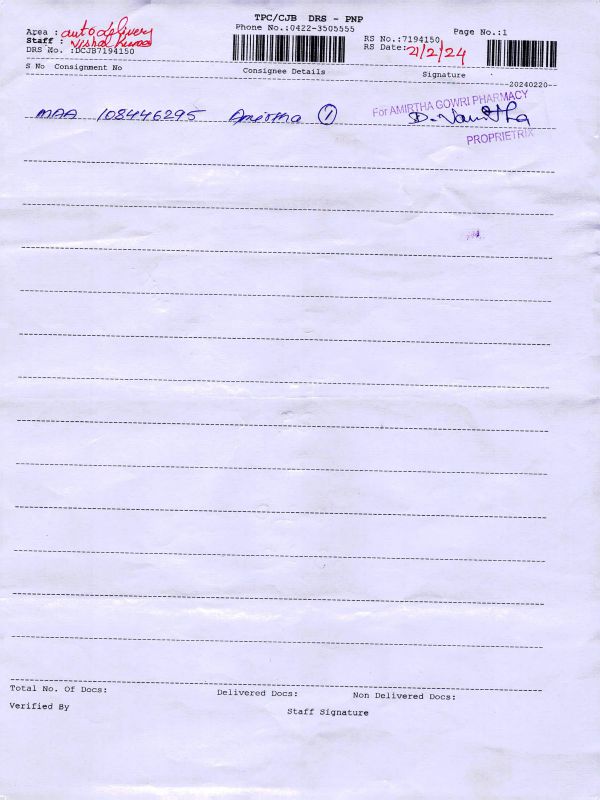 TPC/CJB DRS - PNP
Phone No.:0422-3505555
Page No.:1
Area : auto delivery
Staff : Vishal Kumar
RS No.:7194150
RS Date: 21/2/24
DRS No. :DCJB7194150
S No Consignment No Consignee Details Signature
20240220
MAA 108446295 Amirtha 1
For AMIRTHA GOWRI PHARMACY
D. Vanitha
PROPRIETRIX
Total No. Of Docs: Delivered Docs: Non Delivered Docs:
Verified By Staff Signature